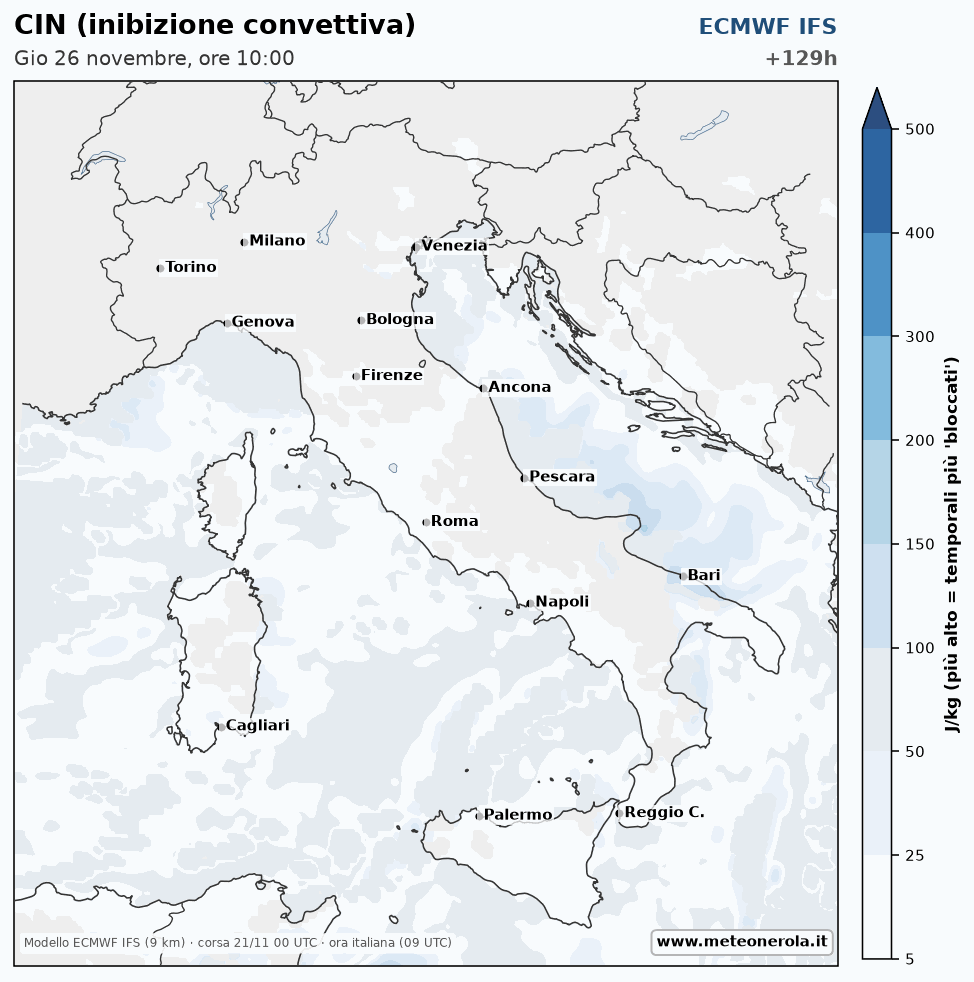 CIN (inibizione convettiva)
ECMWF IFS
Gio 26 novembre, ore 10:00
+129h
500
400
300
200
150
100
50
25
5
J/kg (più alto = temporali più 'bloccati')
Milano
Venezia
Torino
Genova
Bologna
Firenze
Ancona
Pescara
Roma
Bari
Napoli
Cagliari
Palermo
Reggio C.
Modello ECMWF IFS (9 km) · corsa 21/11 00 UTC · ora italiana (09 UTC)
www.meteonerola.it